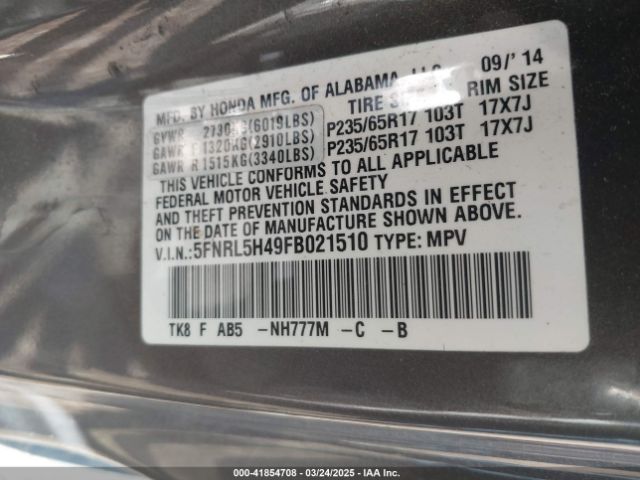 MFG. BY HONDA MFG. OF ALABAMA, LLC 09/'14
TIRE RIM SIZE
GVWR 2730KG(6019LBS)
GAWR F 1320KG(2910LBS) P235/65R17 103T 17X7J
GAWR R 1515KG(3340LBS) P235/65R17 103T 17X7J
THIS VEHICLE CONFORMS TO ALL APPLICABLE
FEDERAL MOTOR VEHICLE SAFETY
AND THEFT PREVENTION STANDARDS IN EFFECT
ON THE DATE OF MANUFACTURE SHOWN ABOVE.
V.I.N.:5FNRL5H49FB021510 TYPE: MPV
TK8 F AB5 -NH777M -C -B
00-41854708 - 03/24/2025 - IAA Inc.